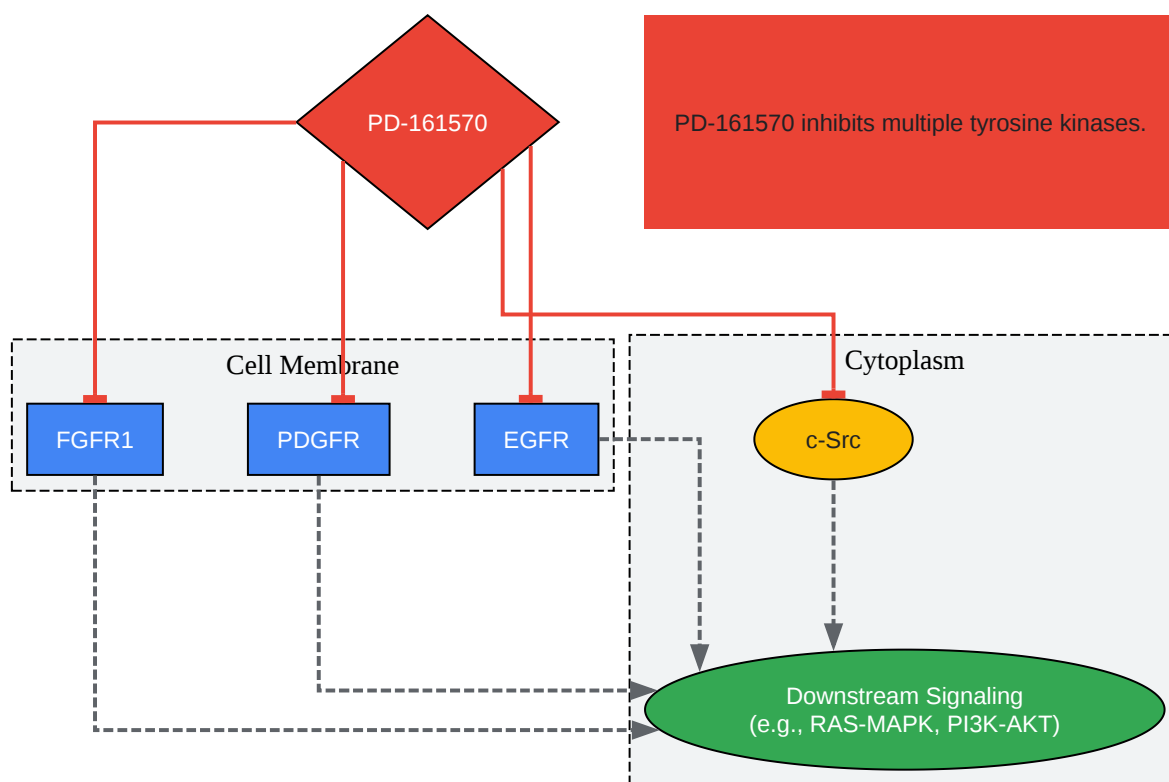 PD-161570
PD-161570 inhibits multiple tyrosine kinases.
Cell Membrane
Cytoplasm
FGFR1
PDGFR
EGFR
c-Src
Downstream Signaling
(e.g., RAS-MAPK, PI3K-AKT)